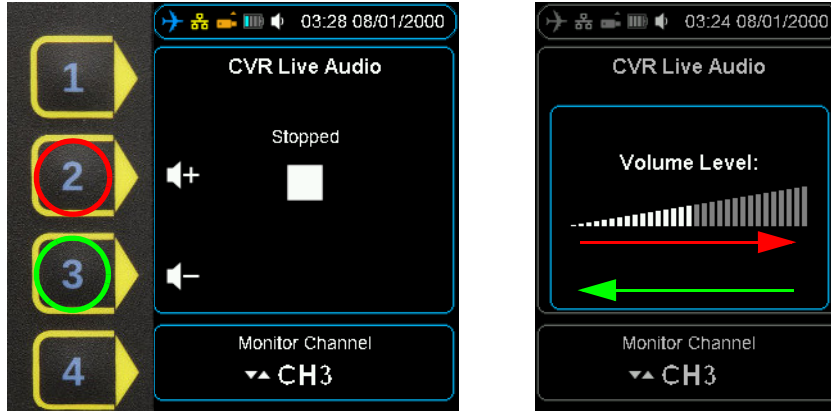 1
2
3
4
03:28 08/01/2000
CVR Live Audio
Stopped
Monitor Channel
CH3
03:24 08/01/2000
CVR Live Audio
Volume Level:
Monitor Channel
CH3